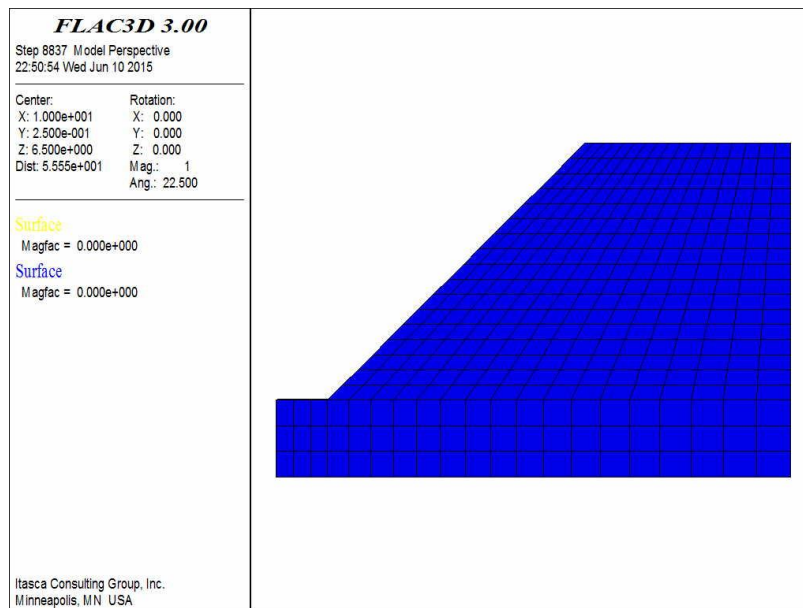 FLAC3D 3.00
Step 8837 Model Perspective
22:50:54 Wed Jun 10 2015
Center: Rotation:
X: 1.000e+001 X: 0.000
Y: 2.500e-001 Y: 0.000
Z: 6.500e+000 Z: 0.000
Dist: 5.555e+001 Mag.: 1
Ang.: 22.500
Surface
Magfac = 0.000e+000
Surface
Magfac = 0.000e+000
Itasca Consulting Group, Inc.
Minneapolis, MN USA